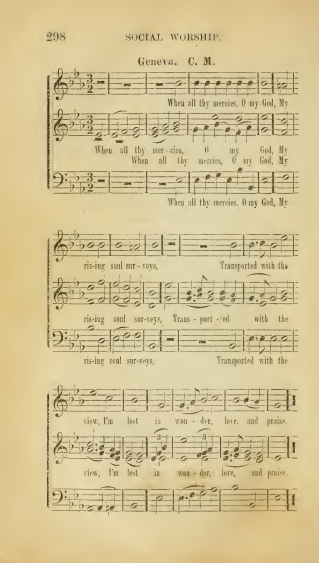 298 SOCIAL WORSHIP.
Geneva. C. M.
When all thy mercies, O my God, My
When all thy mer - cies, O my God, My
When all thy mercies, O my God, My
When all thy mercies, O my God, My
ris-ing soul sur - veys, Transported with the
ris-ing soul sur-veys, Trans - port - ed with the
ris-ing soul surveys, Transported with the
view, I'm lost in won - der, love, and praise.
view, I'm lost in won - der, love, and praise.